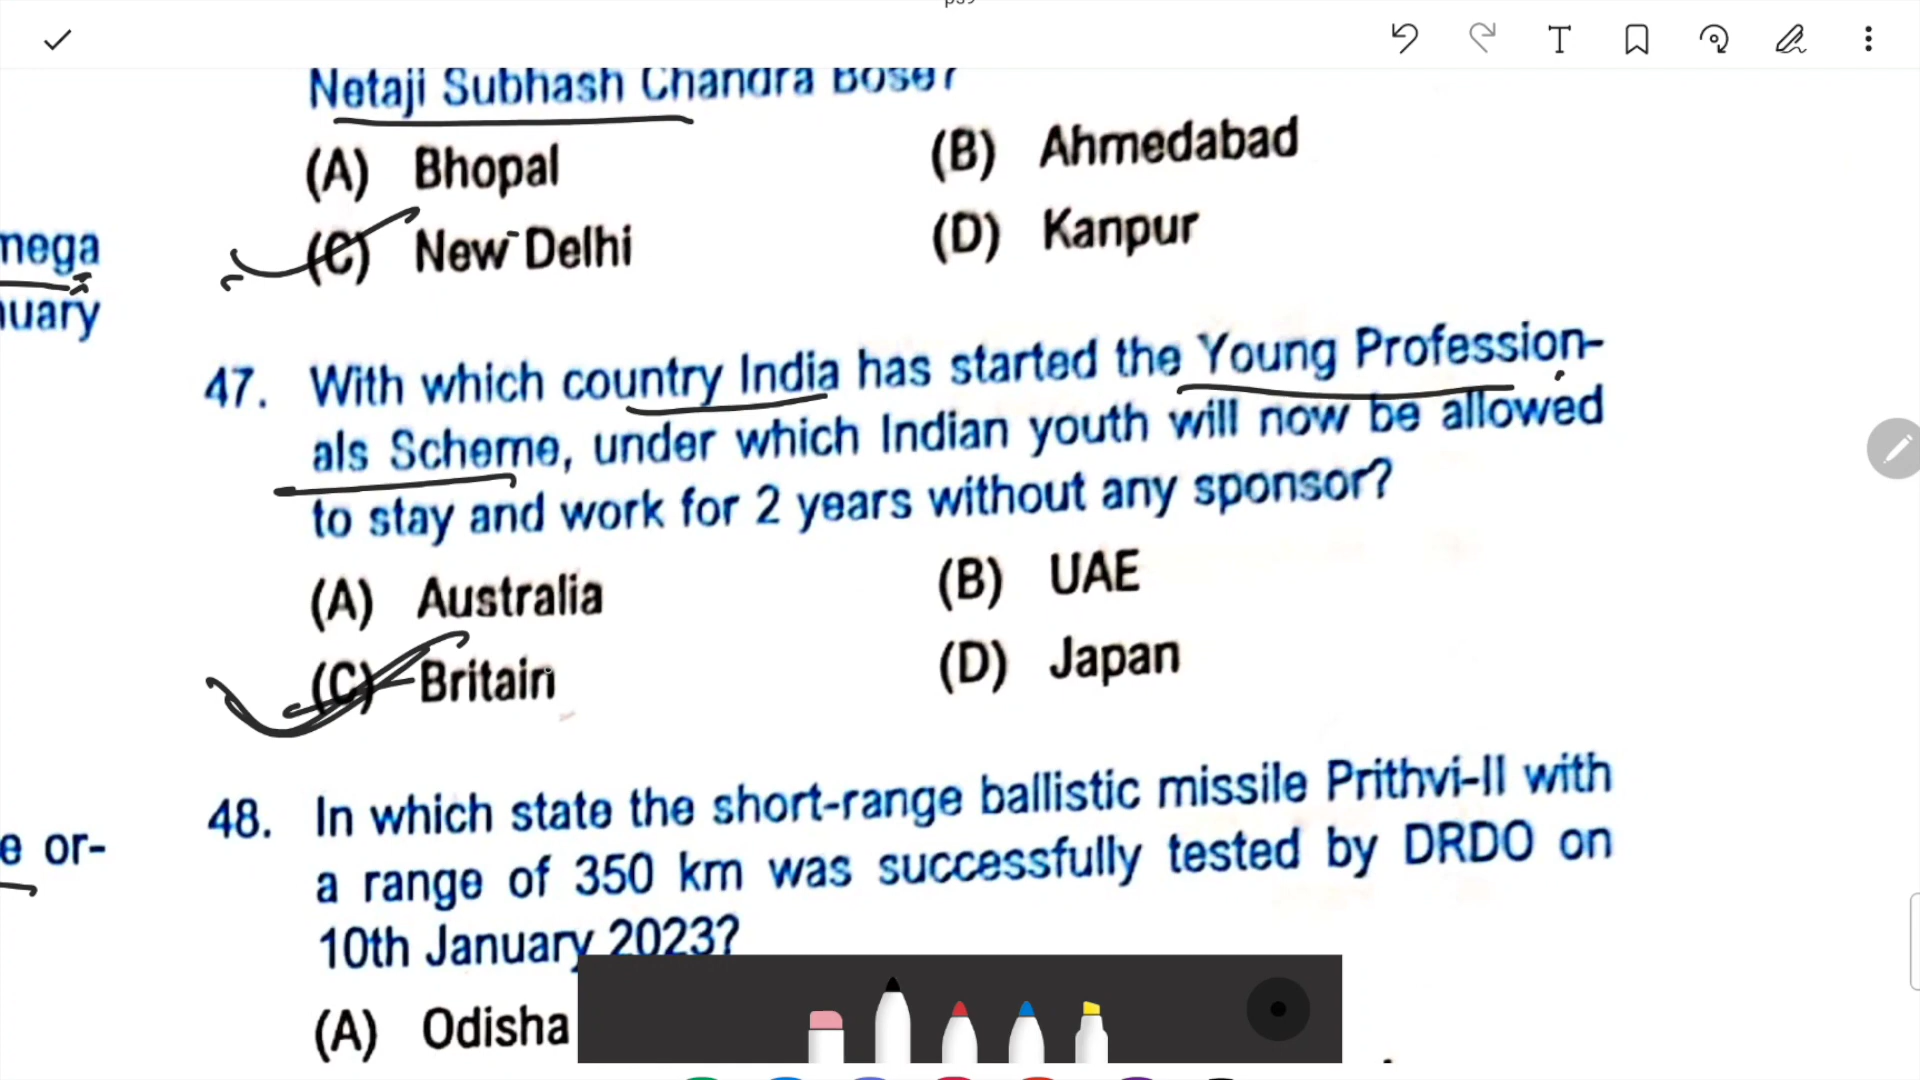 Netaji Subhash Chandra Bose?
(A) Bhopal
(B) Ahmedabad
(C) New Delhi
(D) Kanpur
mega
nuary
47. With which country India has started the Young Profession-
als Scheme, under which Indian youth will now be allowed
to stay and work for 2 years without any sponsor?
(A) Australia
(B) UAE
(C) Britain
(D) Japan
e or-
48. In which state the short-range ballistic missile Prithvi-II with
a range of 350 km was successfully tested by DRDO on
10th January 2023?
(A) Odisha